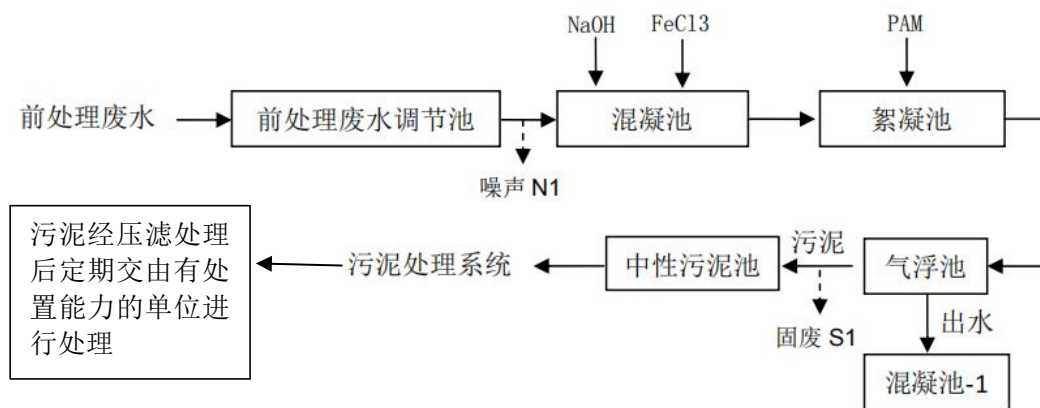 NaOH
FeCl3
PAM
前处理废水
前处理废水调节池
混凝池
絮凝池
噪声 N1
污泥经压滤处理
后定期交由有处
置能力的单位进
行处理
污泥处理系统
中性污泥池
污泥
气浮池
固废 S1
出水
混凝池-1